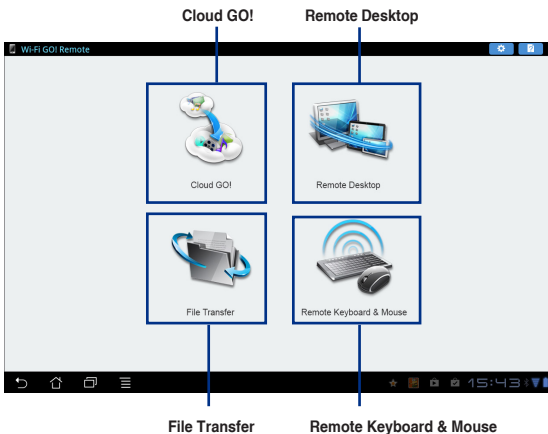 Cloud GO! Remote Desktop
Wi-Fi GO! Remote
Cloud GO! Remote Desktop
File Transfer Remote Keyboard & Mouse
15:43
File Transfer Remote Keyboard & Mouse